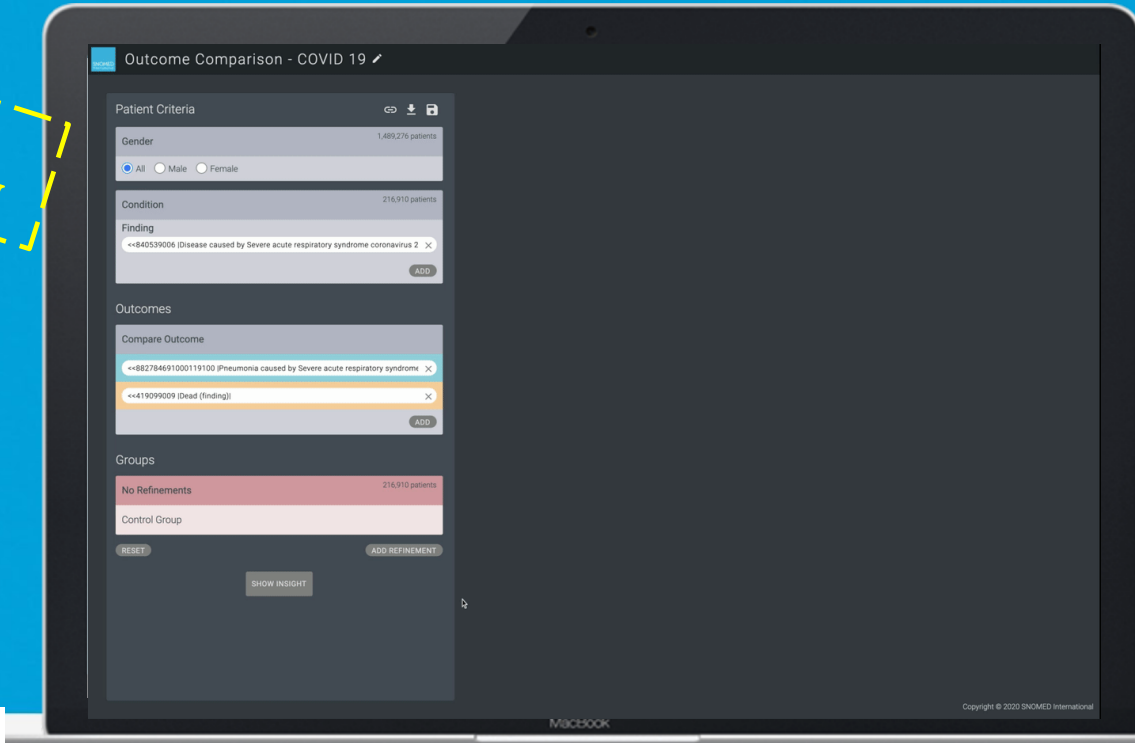 SNOMED
Outcome Comparison - COVID 19
Patient Criteria
Gender
1,489,276 patients
All Male Female
Condition
216,910 patients
Finding
<<840539006 |Disease caused by Severe acute respiratory syndrome coronavirus 2
ADD
Outcomes
Compare Outcome
<<882784691000119100 |Pneumonia caused by Severe acute respiratory syndrome
<<419099009 |Dead (finding)|
ADD
Groups
No Refinements
216,910 patients
Control Group
RESET
ADD REFINEMENT
SHOW INSIGHT
Copyright © 2020 SNOMED International
MacBook